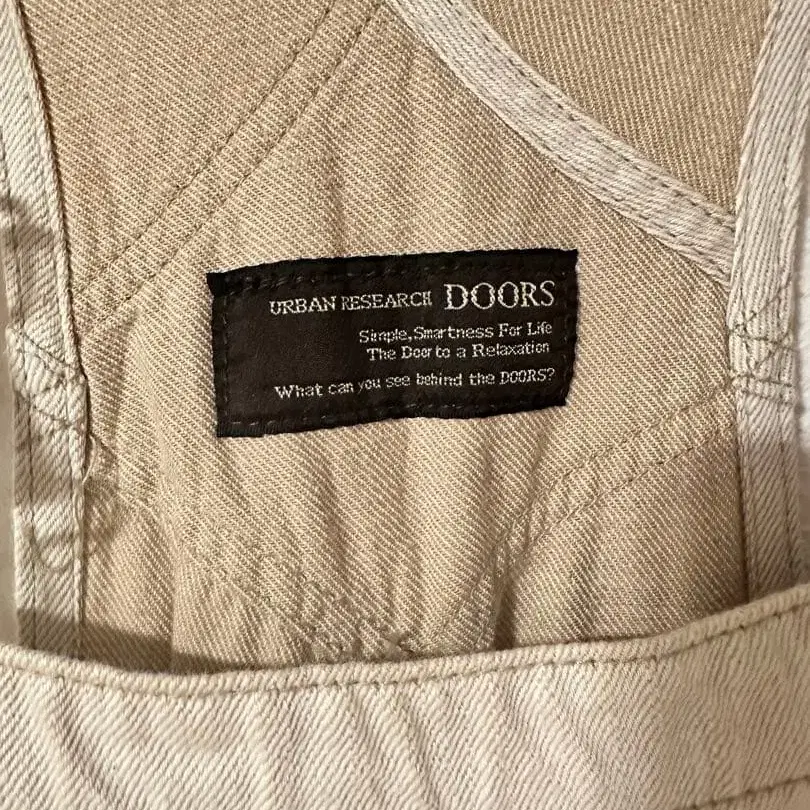 URBAN RESEARCH DOORS
Simple,Smartness For Life
The Door to a Relaxation
What can you see behind the DOORS?